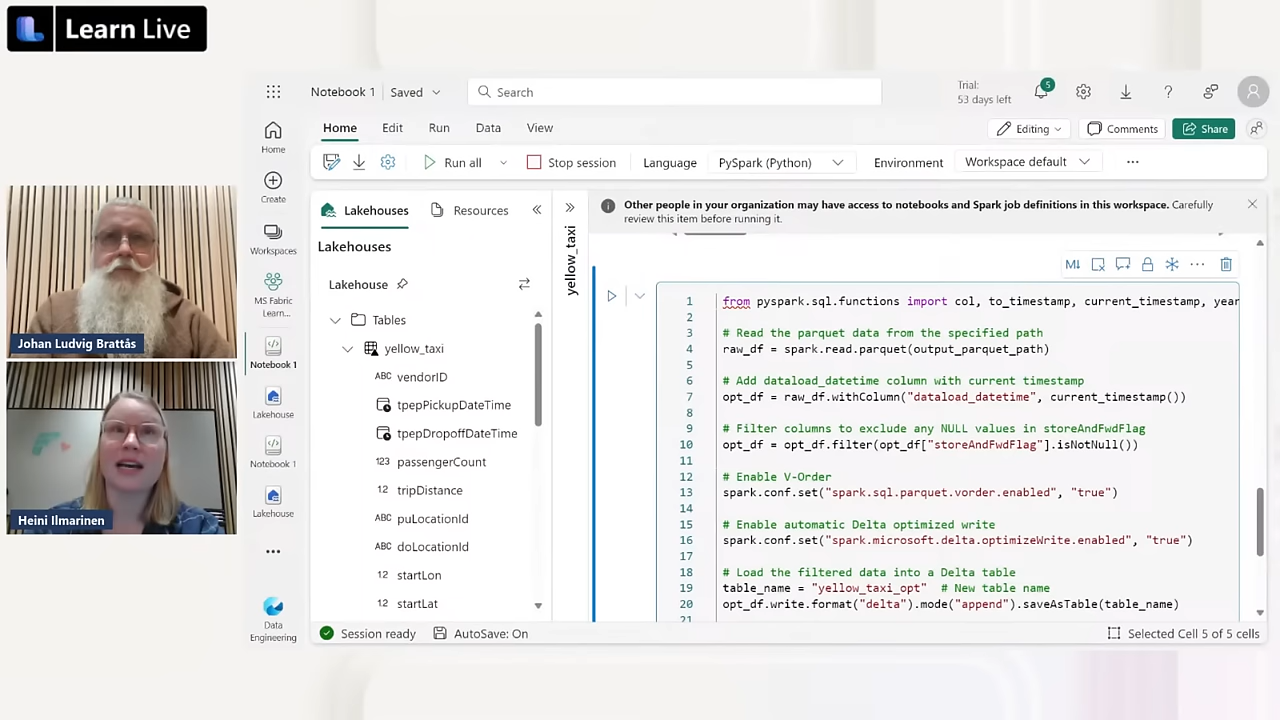 Learn Live
Notebook 1 Saved
Search
Trial:
53 days left
5
Home Edit Run Data View
Editing Comments Share
Run all Stop session Language PySpark (Python) Environment Workspace default
Home
Create
Workspaces
MS Fabric
Learn...
Notebook 1
Lakehouse
Notebook 1
Lakehouse
Data
Engineering
Johan Ludvig Brattås
Heini Ilmarinen
Lakehouses Resources
Lakehouses
Lakehouse
Tables
yellow_taxi
ABC vendorID
tpepPickupDateTime
tpepDropoffDateTime
123 passengerCount
12 tripDistance
ABC puLocationId
ABC doLocationId
12 startLon
12 startLat
yellow_taxi
Other people in your organization may have access to notebooks and Spark job definitions in this workspace. Carefully
review this item before running it.
M↓
1 from pyspark.sql.functions import col, to_timestamp, current_timestamp, year
2
3 # Read the parquet data from the specified path
4 raw_df = spark.read.parquet(output_parquet_path)
5
6 # Add dataload_datetime column with current timestamp
7 opt_df = raw_df.withColumn("dataload_datetime", current_timestamp())
8
9 # Filter columns to exclude any NULL values in storeAndFwdFlag
10 opt_df = opt_df.filter(opt_df["storeAndFwdFlag"].isNotNull())
11
12 # Enable V-Order
13 spark.conf.set("spark.sql.parquet.vorder.enabled", "true")
14
15 # Enable automatic Delta optimized write
16 spark.conf.set("spark.microsoft.delta.optimizeWrite.enabled", "true")
17
18 # Load the filtered data into a Delta table
19 table_name = "yellow_taxi_opt" # New table name
20 opt_df.write.format("delta").mode("append").saveAsTable(table_name)
21
Session ready AutoSave: On Selected Cell 5 of 5 cells